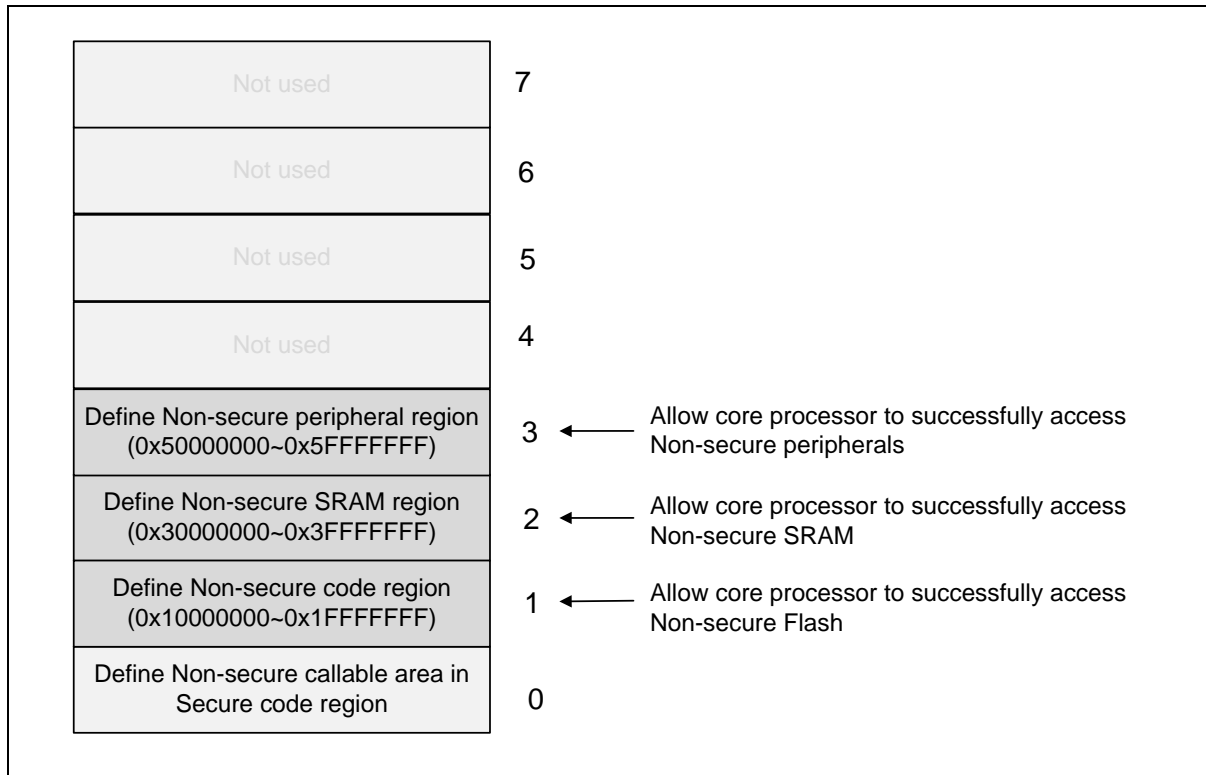 Not used
7
Not used
6
Not used
5
Not used
4
Define Non-secure peripheral region
(0x50000000~0x5FFFFFFF)
3
Allow core processor to successfully access
Non-secure peripherals
Define Non-secure SRAM region
(0x30000000~0x3FFFFFFF)
2
Allow core processor to successfully access
Non-secure SRAM
Define Non-secure code region
(0x10000000~0x1FFFFFFF)
1
Allow core processor to successfully access
Non-secure Flash
Define Non-secure callable area in
Secure code region
0